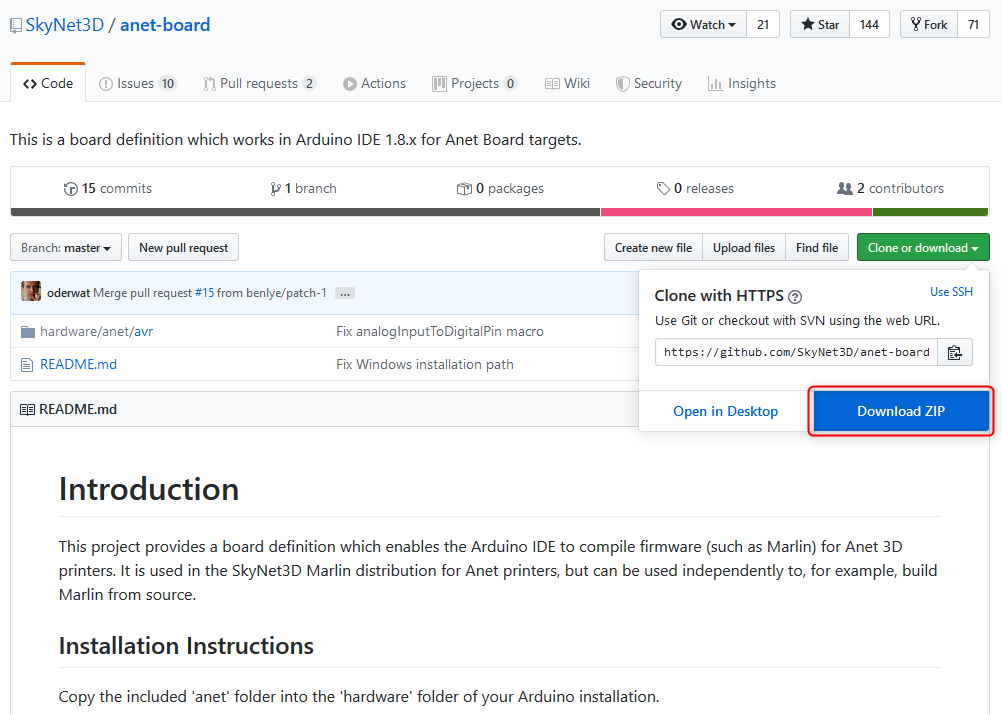 SkyNet3D / anet-board
Watch 21 Star 144 Fork 71
Code Issues 10 Pull requests 2 Actions Projects 0 Wiki Security Insights
This is a board definition which works in Arduino IDE 1.8.x for Anet Board targets.
15 commits 1 branch 0 packages 0 releases 2 contributors
Branch: master New pull request Create new file Upload files Find file Clone or download
oderwat Merge pull request #15 from benlye/patch-1 ...
hardware/anet/avr Fix analogInputToDigitalPin macro
README.md Fix Windows installation path
Clone with HTTPS ? Use SSH
Use Git or checkout with SVN using the web URL.
https://github.com/SkyNet3D/anet-board
Open in Desktop Download ZIP
README.md
Introduction
This project provides a board definition which enables the Arduino IDE to compile firmware (such as Marlin) for Anet 3D
printers. It is used in the SkyNet3D Marlin distribution for Anet printers, but can be used independently to, for example, build
Marlin from source.
Installation Instructions
Copy the included 'anet' folder into the 'hardware' folder of your Arduino installation.